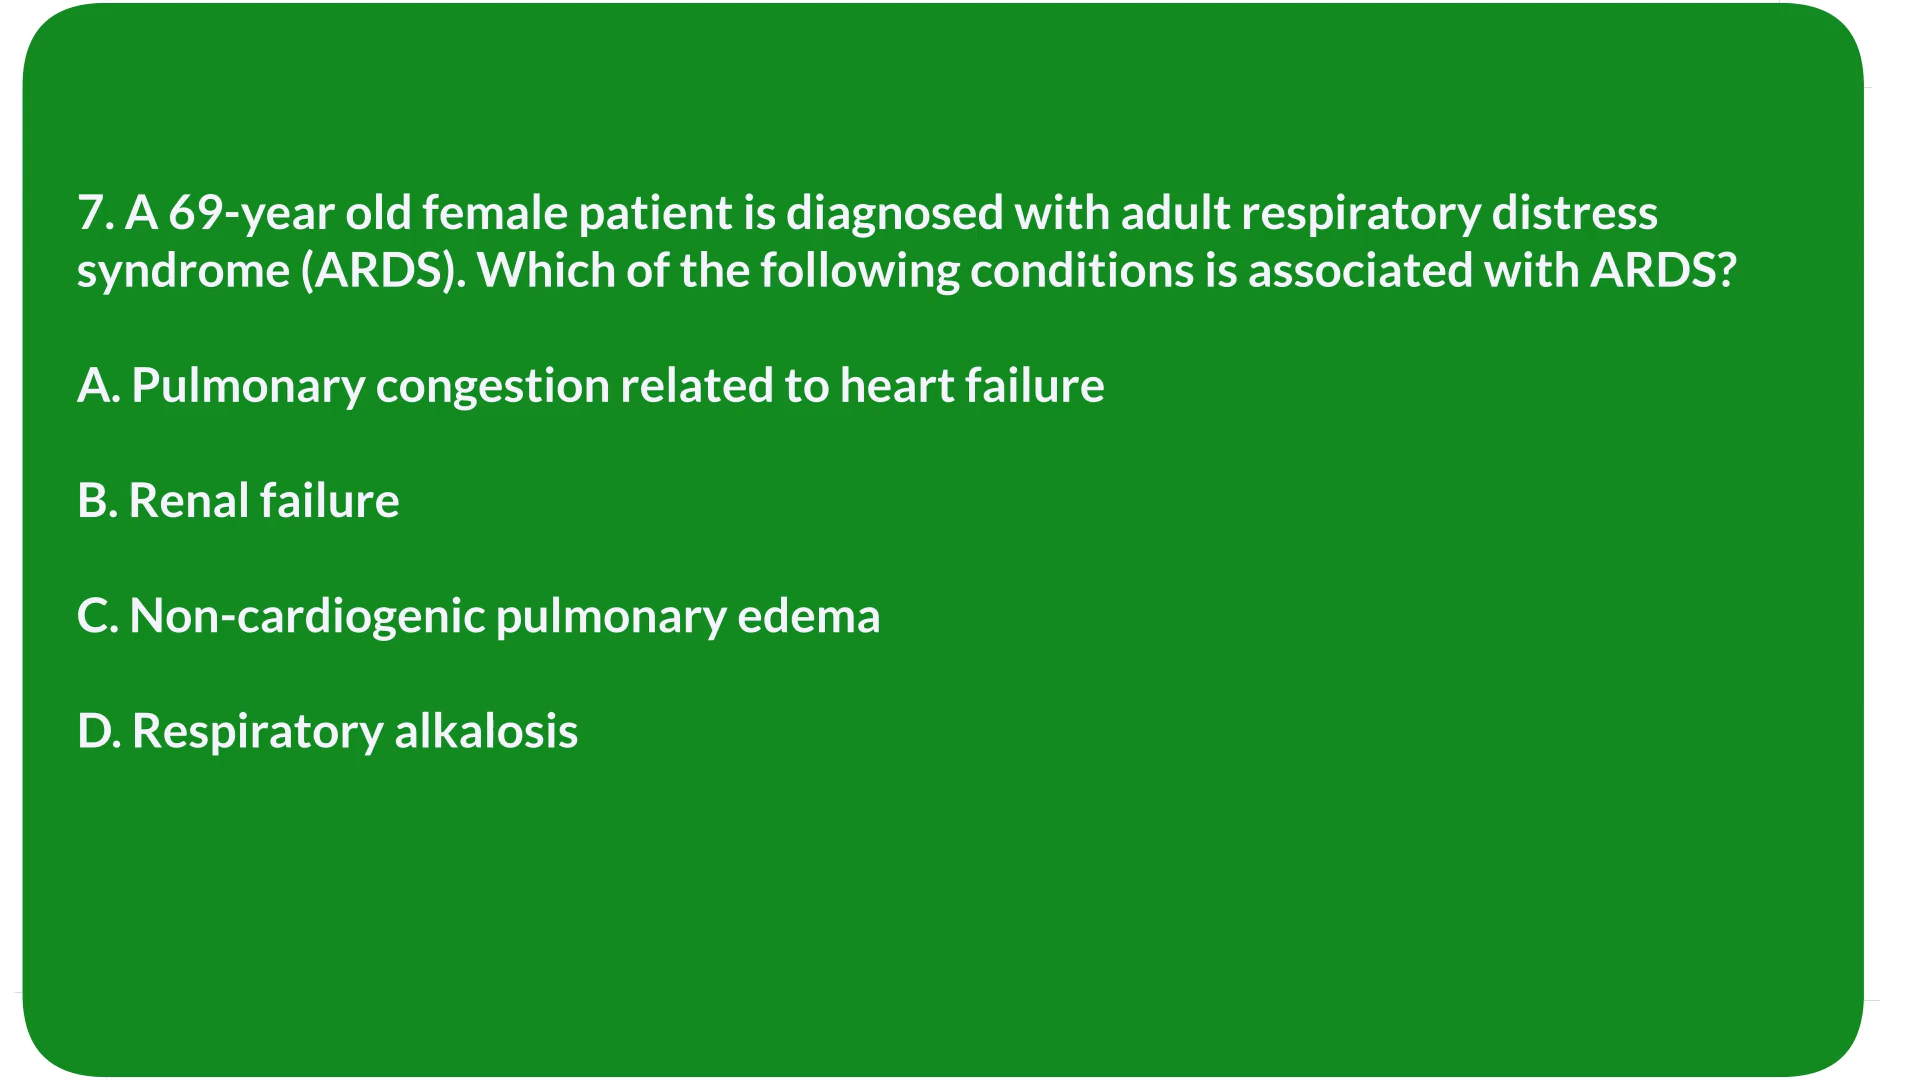 7. A 69-year old female patient is diagnosed with adult respiratory distress
syndrome (ARDS). Which of the following conditions is associated with ARDS?
A. Pulmonary congestion related to heart failure
B. Renal failure
C. Non-cardiogenic pulmonary edema
D. Respiratory alkalosis